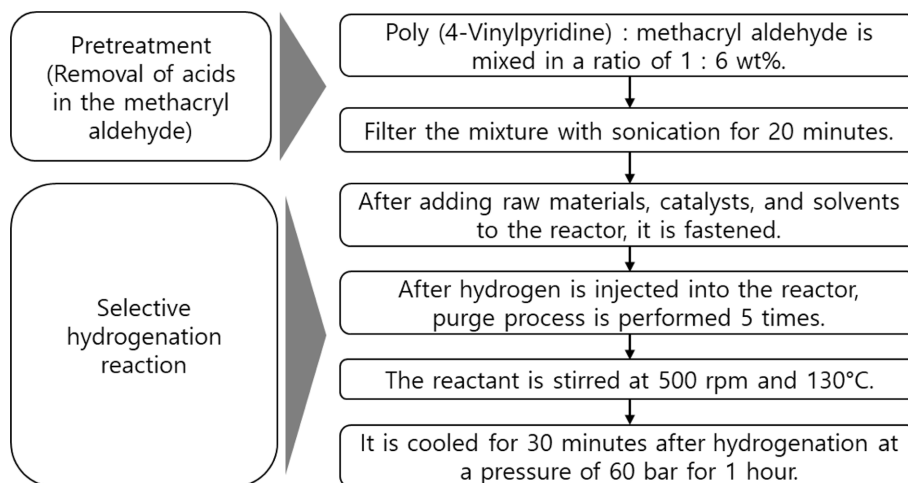 Pretreatment
(Removal of acids
in the methacryl
aldehyde)
Poly (4-Vinylpyridine) : methacryl aldehyde is
mixed in a ratio of 1 : 6 wt%.
Filter the mixture with sonication for 20 minutes.
Selective
hydrogenation
reaction
After adding raw materials, catalysts, and solvents
to the reactor, it is fastened.
After hydrogen is injected into the reactor,
purge process is performed 5 times.
The reactant is stirred at 500 rpm and 130°C.
It is cooled for 30 minutes after hydrogenation at
a pressure of 60 bar for 1 hour.